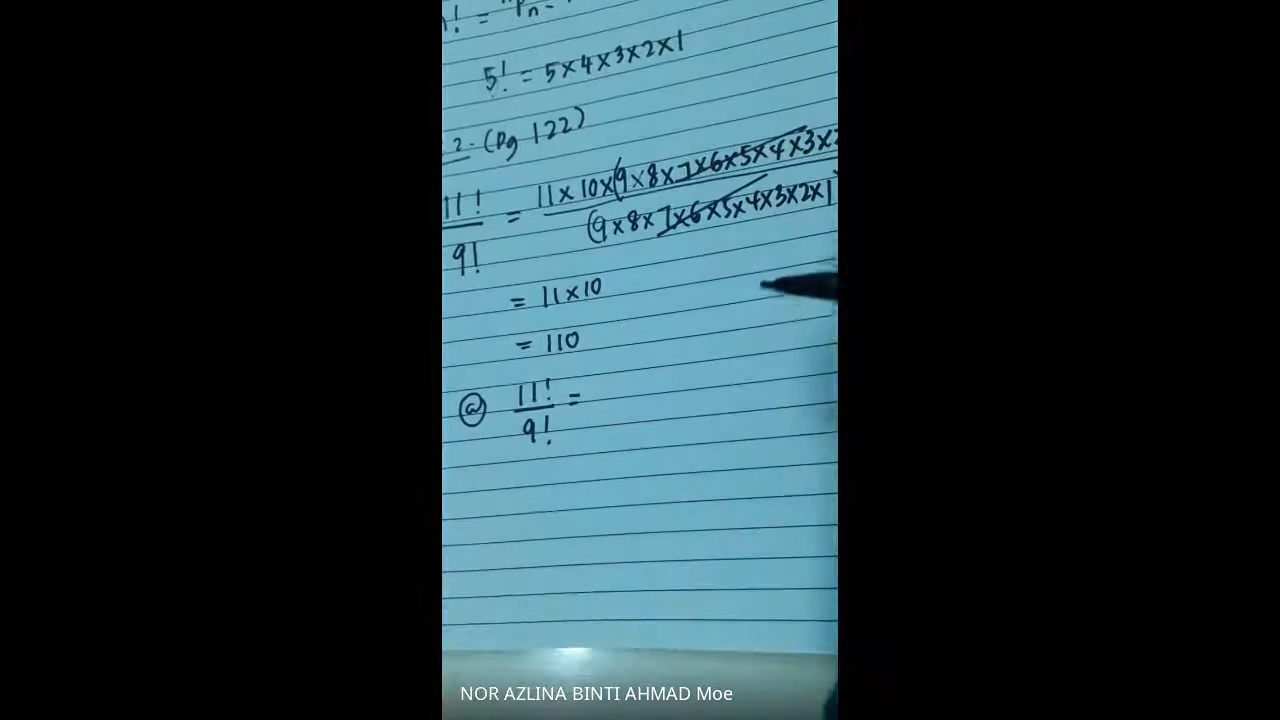 n! = ⁿPₙ =
5! = 5×4×3×2×1
2. (Pg 122)
11!/9! = 11×10×(9×8×7×6×5×4×3×2/(9×8×7×6×5×4×3×2×1)
= 11×10
= 110
@ 11!/9! =
NOR AZLINA BINTI AHMAD Moe